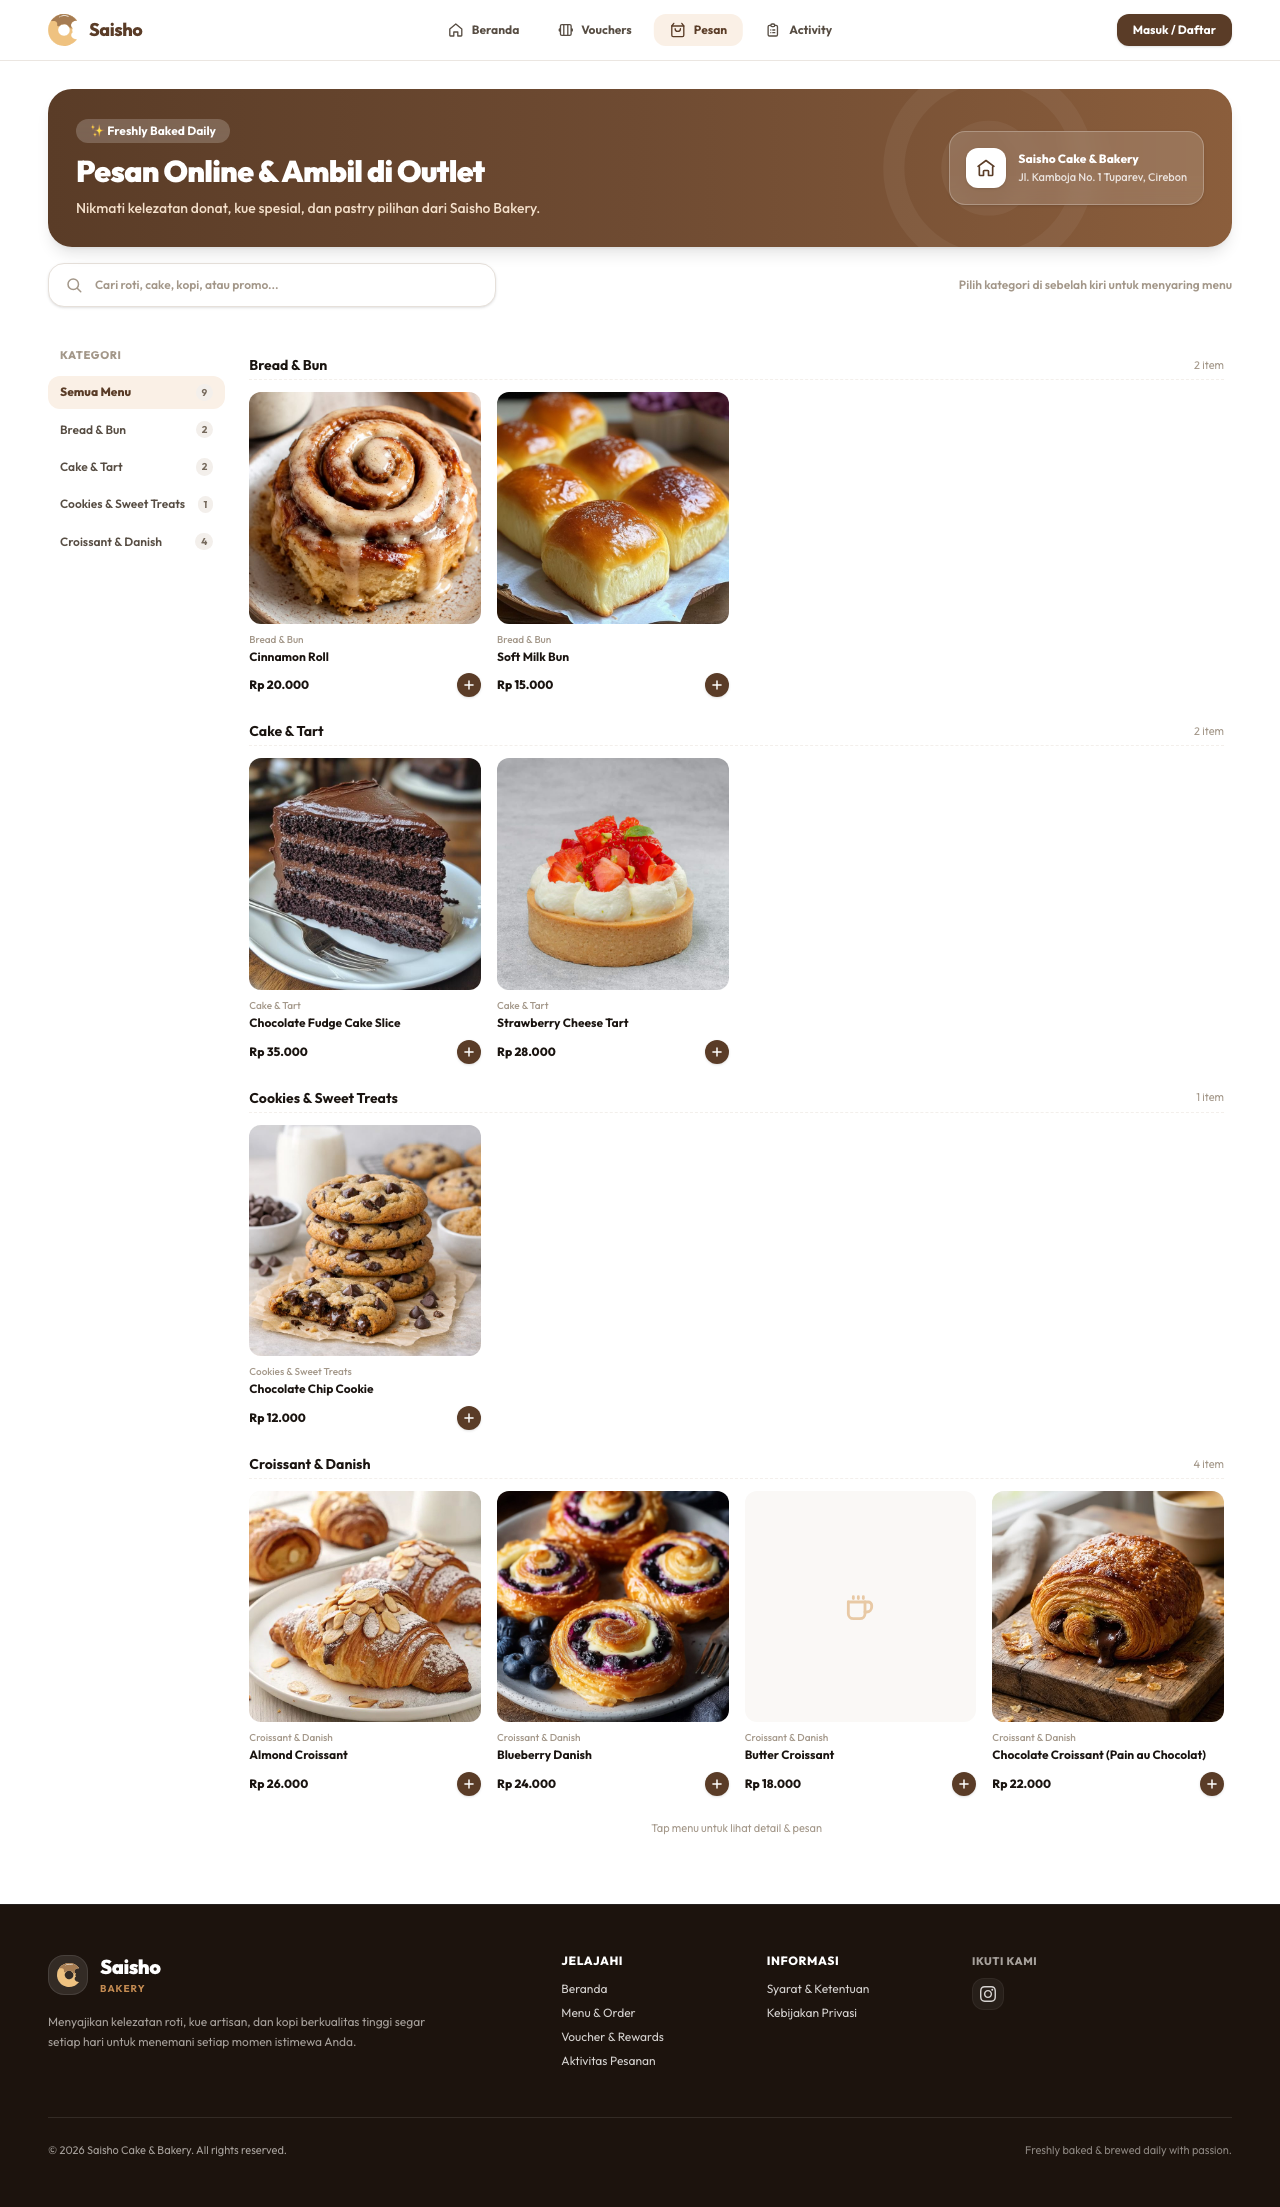 Saisho
Beranda
Vouchers
Pesan
Activity
Masuk / Daftar
✨ Freshly Baked Daily
Pesan Online & Ambil di Outlet
Nikmati kelezatan donat, kue spesial, dan pastry pilihan dari Saisho Bakery.
Saisho Cake & Bakery
Jl. Kamboja No. 1 Tuparev, Cirebon
Cari roti, cake, kopi, atau promo...
Pilih kategori di sebelah kiri untuk menyaring menu
KATEGORI
Semua Menu 9
Bread & Bun 2
Cake & Tart 2
Cookies & Sweet Treats 1
Croissant & Danish 4
Bread & Bun
2 item
Bread & Bun
Cinnamon Roll
Rp 20.000
Bread & Bun
Soft Milk Bun
Rp 15.000
Cake & Tart
2 item
Cake & Tart
Chocolate Fudge Cake Slice
Rp 35.000
Cake & Tart
Strawberry Cheese Tart
Rp 28.000
Cookies & Sweet Treats
1 item
Cookies & Sweet Treats
Chocolate Chip Cookie
Rp 12.000
Croissant & Danish
4 item
Croissant & Danish
Almond Croissant
Rp 26.000
Croissant & Danish
Blueberry Danish
Rp 24.000
Croissant & Danish
Butter Croissant
Rp 18.000
Croissant & Danish
Chocolate Croissant (Pain au Chocolat)
Rp 22.000
Tap menu untuk lihat detail & pesan
Saisho
BAKERY
Menyajikan kelezatan roti, kue artisan, dan kopi berkualitas tinggi segar
setiap hari untuk menemani setiap momen istimewa Anda.
JELAJAHI
Beranda
Menu & Order
Voucher & Rewards
Aktivitas Pesanan
INFORMASI
Syarat & Ketentuan
Kebijakan Privasi
IKUTI KAMI
© 2026 Saisho Cake & Bakery. All rights reserved.
Freshly baked & brewed daily with passion.